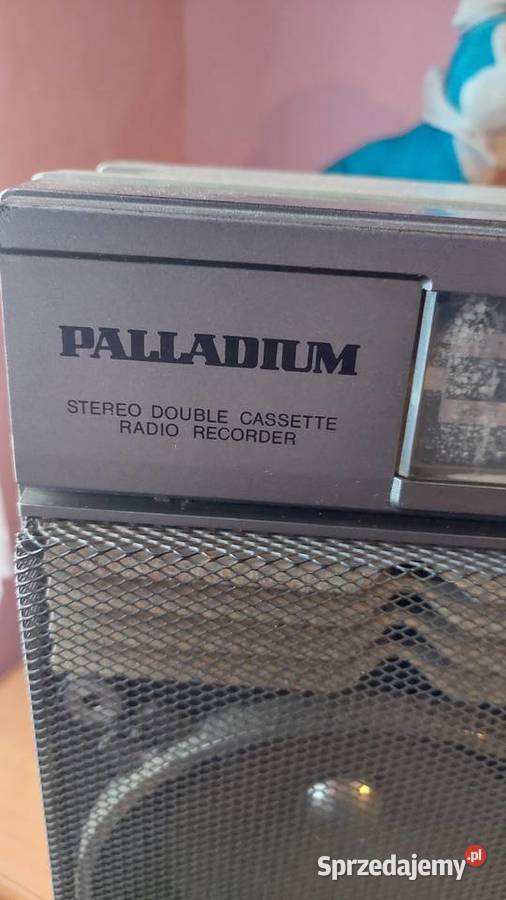 PALLADIUM
STEREO DOUBLE CASSETTE
RADIO RECORDER
Sprzedajemy.pl